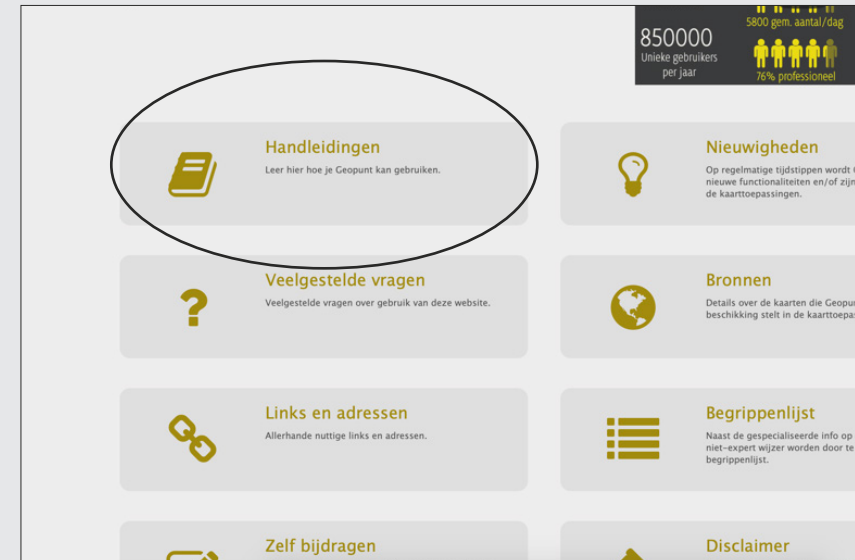 5800 gem. aantal/dag
850000
Unieke gebruikers
per jaar
76% professioneel
Handleidingen
Leer hier hoe je Geopunt kan gebruiken.
Nieuwigheden
Op regelmatige tijdstippen wordt
nieuwe functionaliteiten en/of zijn
de kaarttoepassingen.
Veelgestelde vragen
Veelgestelde vragen over gebruik van deze website.
Bronnen
Details over de kaarten die
beschikking stelt in de
Links en adressen
Allerhande nuttige links en adressen.
Begrippenlijst
Naast de gespecialiseerde info op
niet-expert wijzer worden door te
begrippenlijst.
Zelf bijdragen
Disclaimer